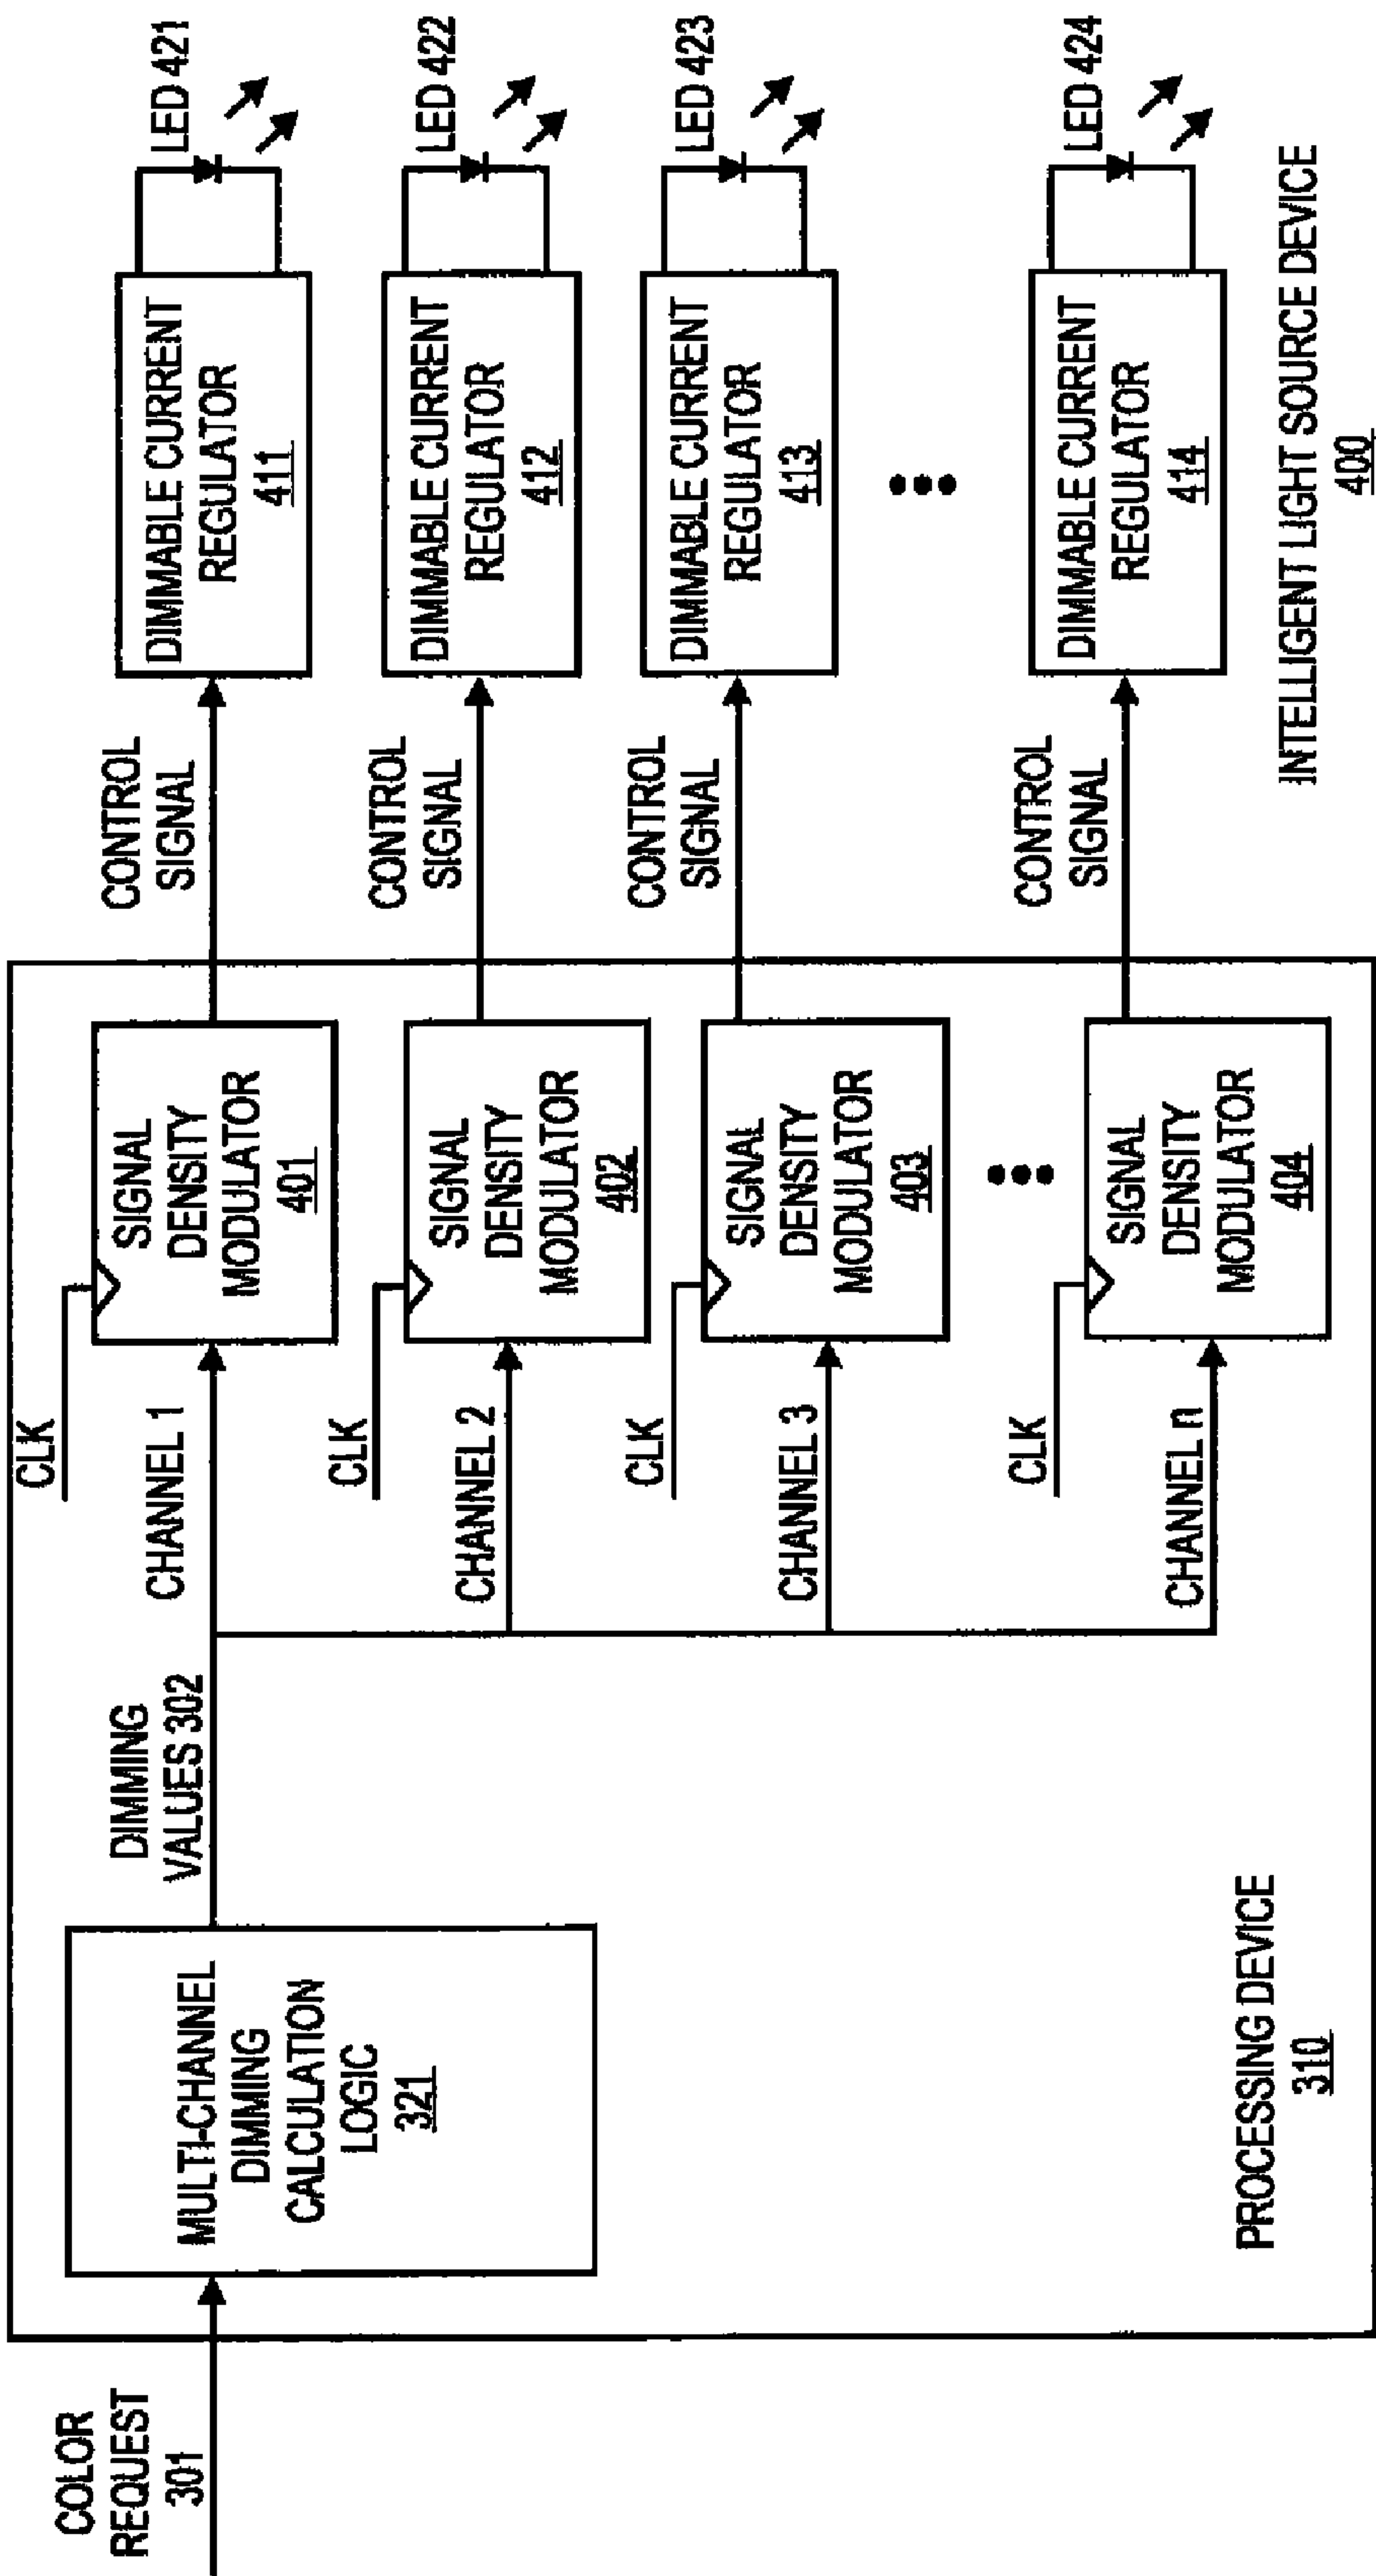 COLOR
REQUEST
301
MULTI-CHANNEL
DIMMING
CALCULATION
LOGIC
321
DIMMING
VALUES 302
CLK
CHANNEL 1
SIGNAL
DENSITY
MODULATOR
401
CONTROL
SIGNAL
DIMMABLE CURRENT
REGULATOR
411
LED 421
CLK
CHANNEL 2
SIGNAL
DENSITY
MODULATOR
402
CONTROL
SIGNAL
DIMMABLE CURRENT
REGULATOR
412
LED 422
CLK
CHANNEL 3
SIGNAL
DENSITY
MODULATOR
403
CONTROL
SIGNAL
DIMMABLE CURRENT
REGULATOR
413
LED 423
CLK
CHANNEL n
SIGNAL
DENSITY
MODULATOR
404
CONTROL
SIGNAL
DIMMABLE CURRENT
REGULATOR
414
LED 424
PROCESSING DEVICE
310
INTELLIGENT LIGHT SOURCE DEVICE
400